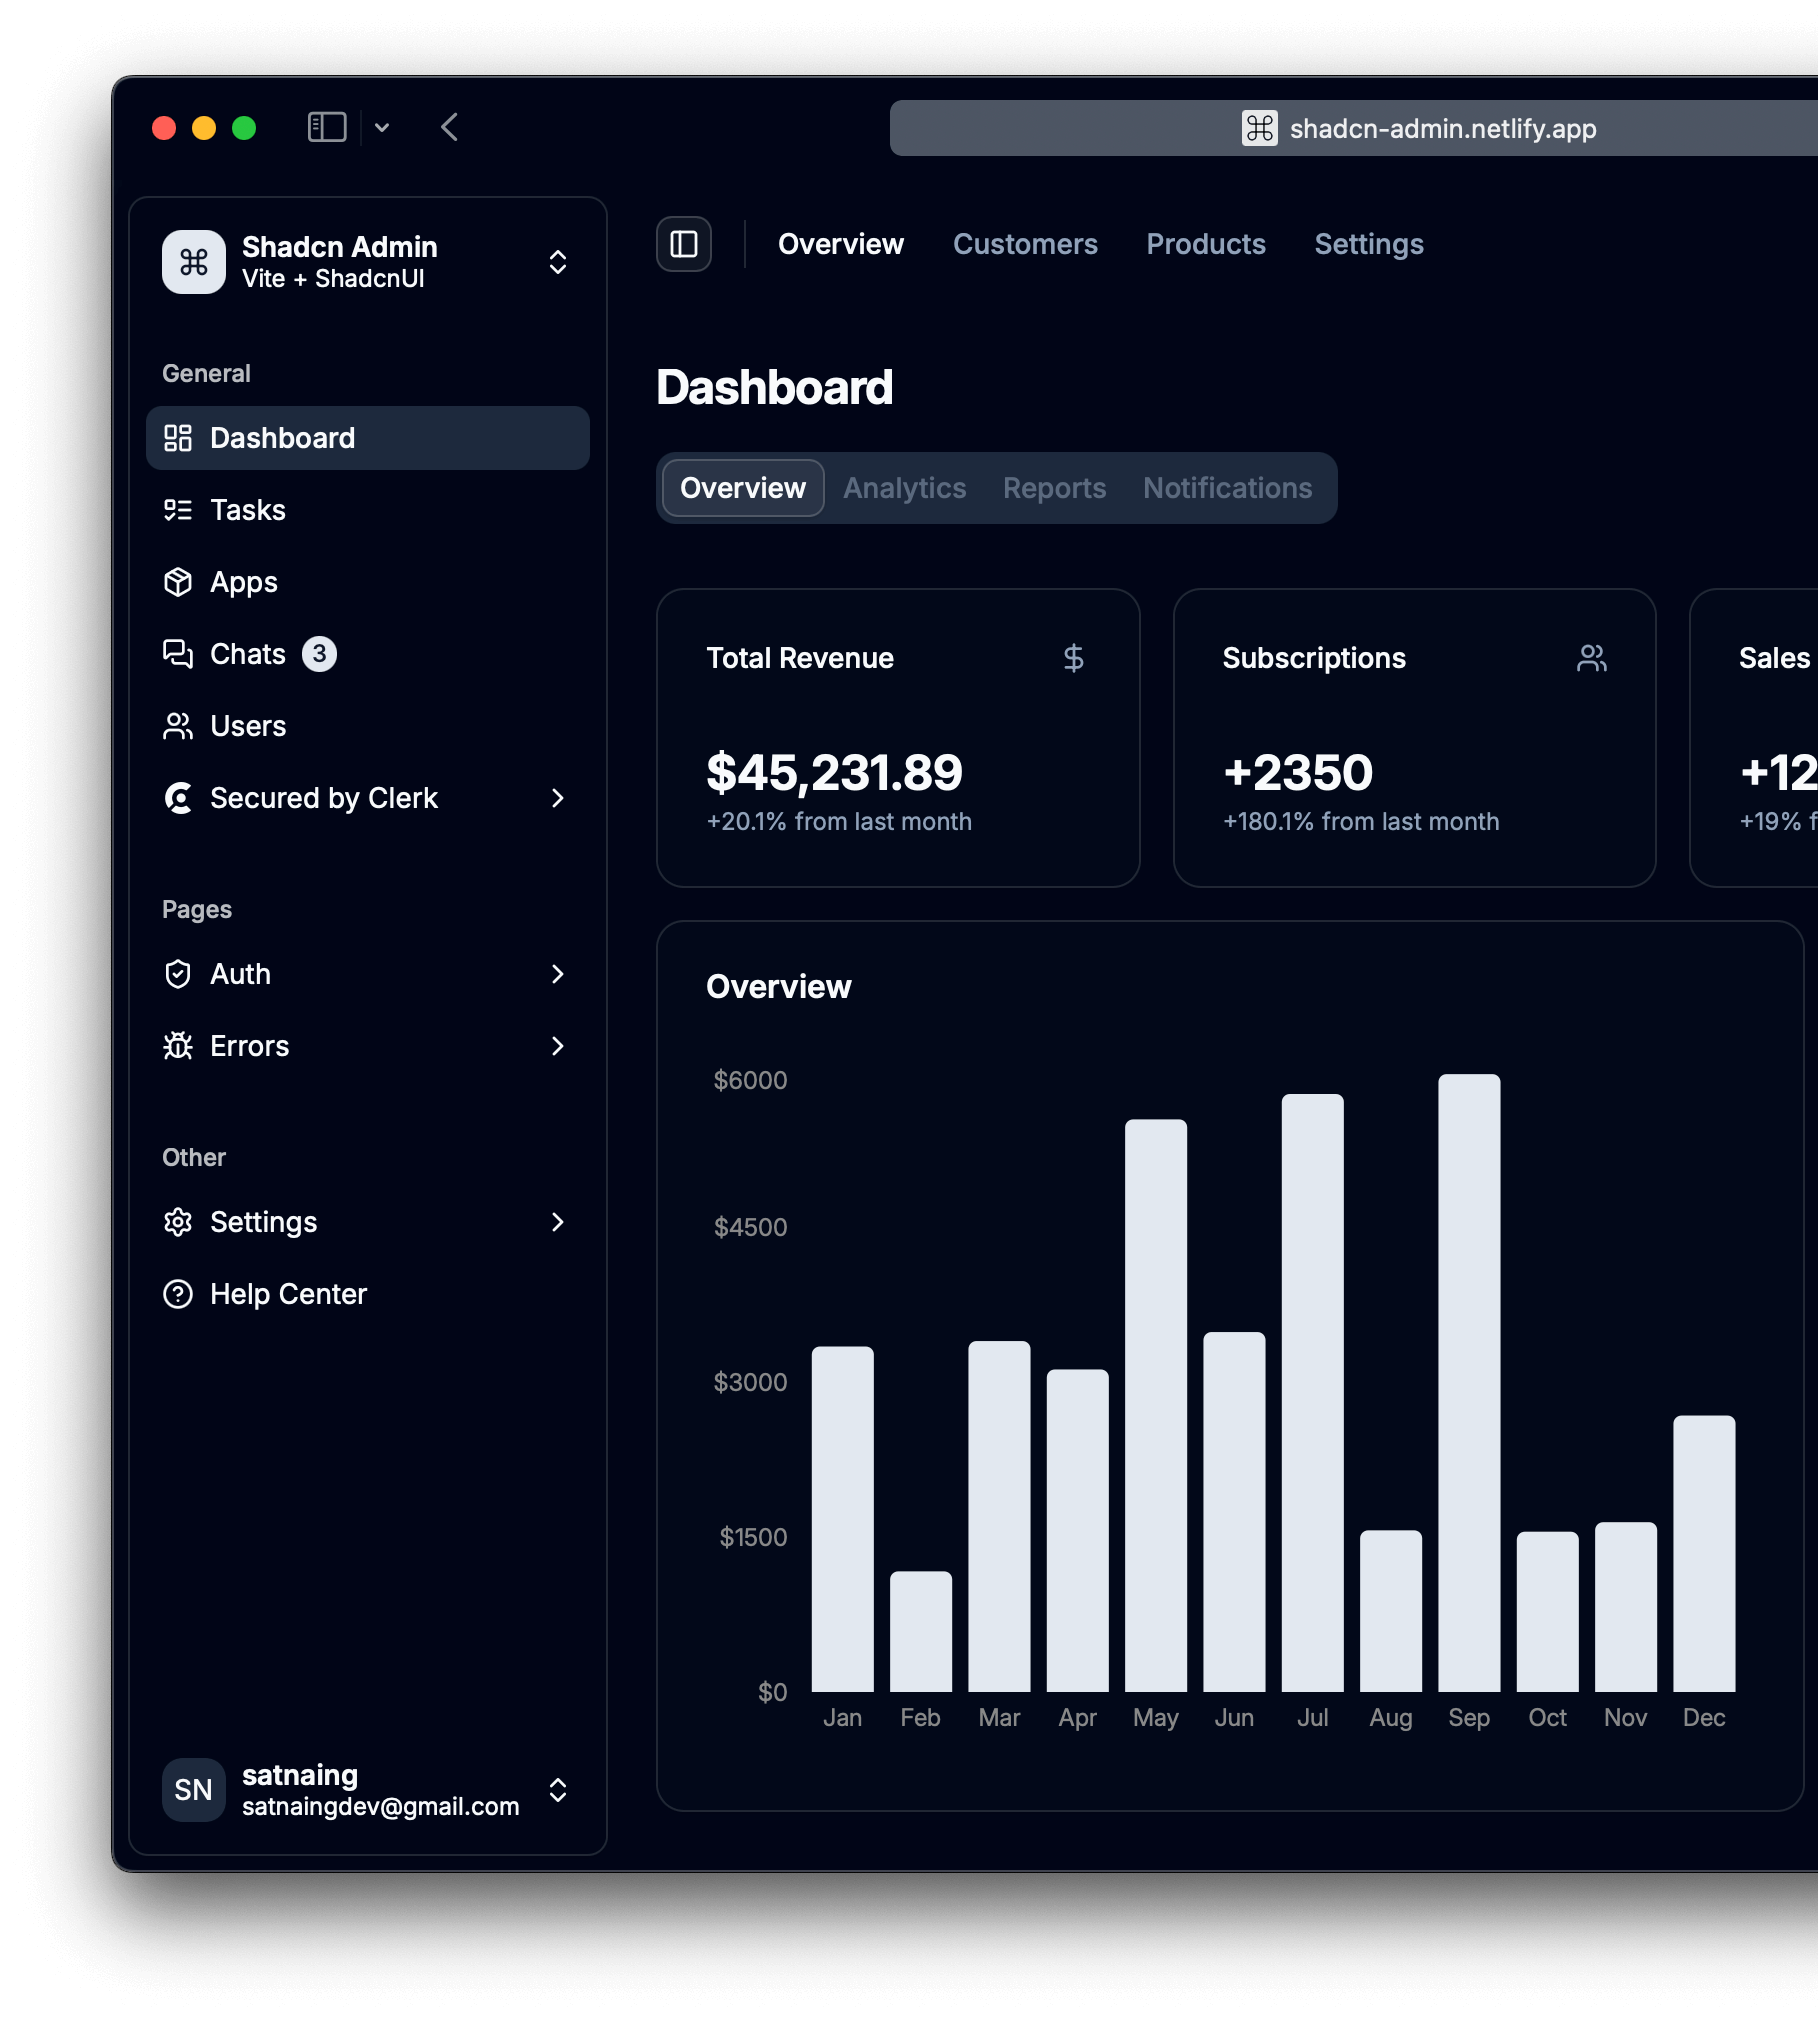 shadcn-admin.netlify.app
Shadcn Admin
Vite + ShadcnUI
General
Dashboard
Tasks
Apps
Chats 3
Users
Secured by Clerk
Pages
Auth
Errors
Other
Settings
Help Center
SN
satnaing
satnaingdev@gmail.com
Overview Customers Products Settings
Dashboard
Overview Analytics Reports Notifications
Total Revenue $
$45,231.89
+20.1% from last month
Subscriptions
+2350
+180.1% from last month
Sales
+12
+19% f
Overview
$6000
$4500
$3000
$1500
$0
Jan Feb Mar Apr May Jun Jul Aug Sep Oct Nov Dec